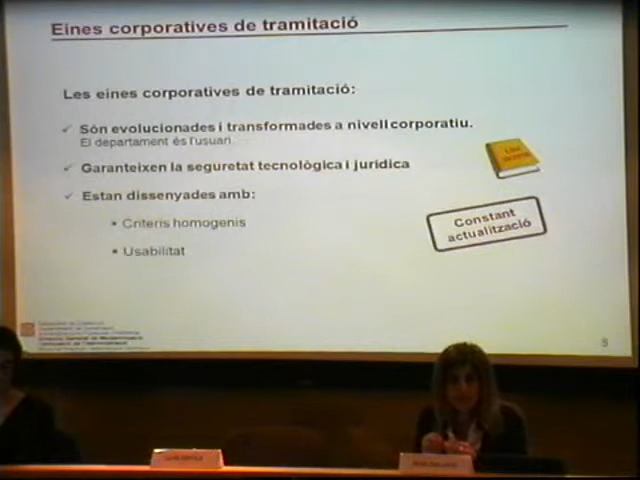 Eines corporatives de tramitació
Les eines corporatives de tramitació:
Són evolucionades i transformades a nivell corporatiu.
El departament és l'usuari.
Garanteixen la seguretat tecnològica i jurídica
Estan dissenyades amb:
• Criteris homogenis
• Usabilitat
Constant
actualització